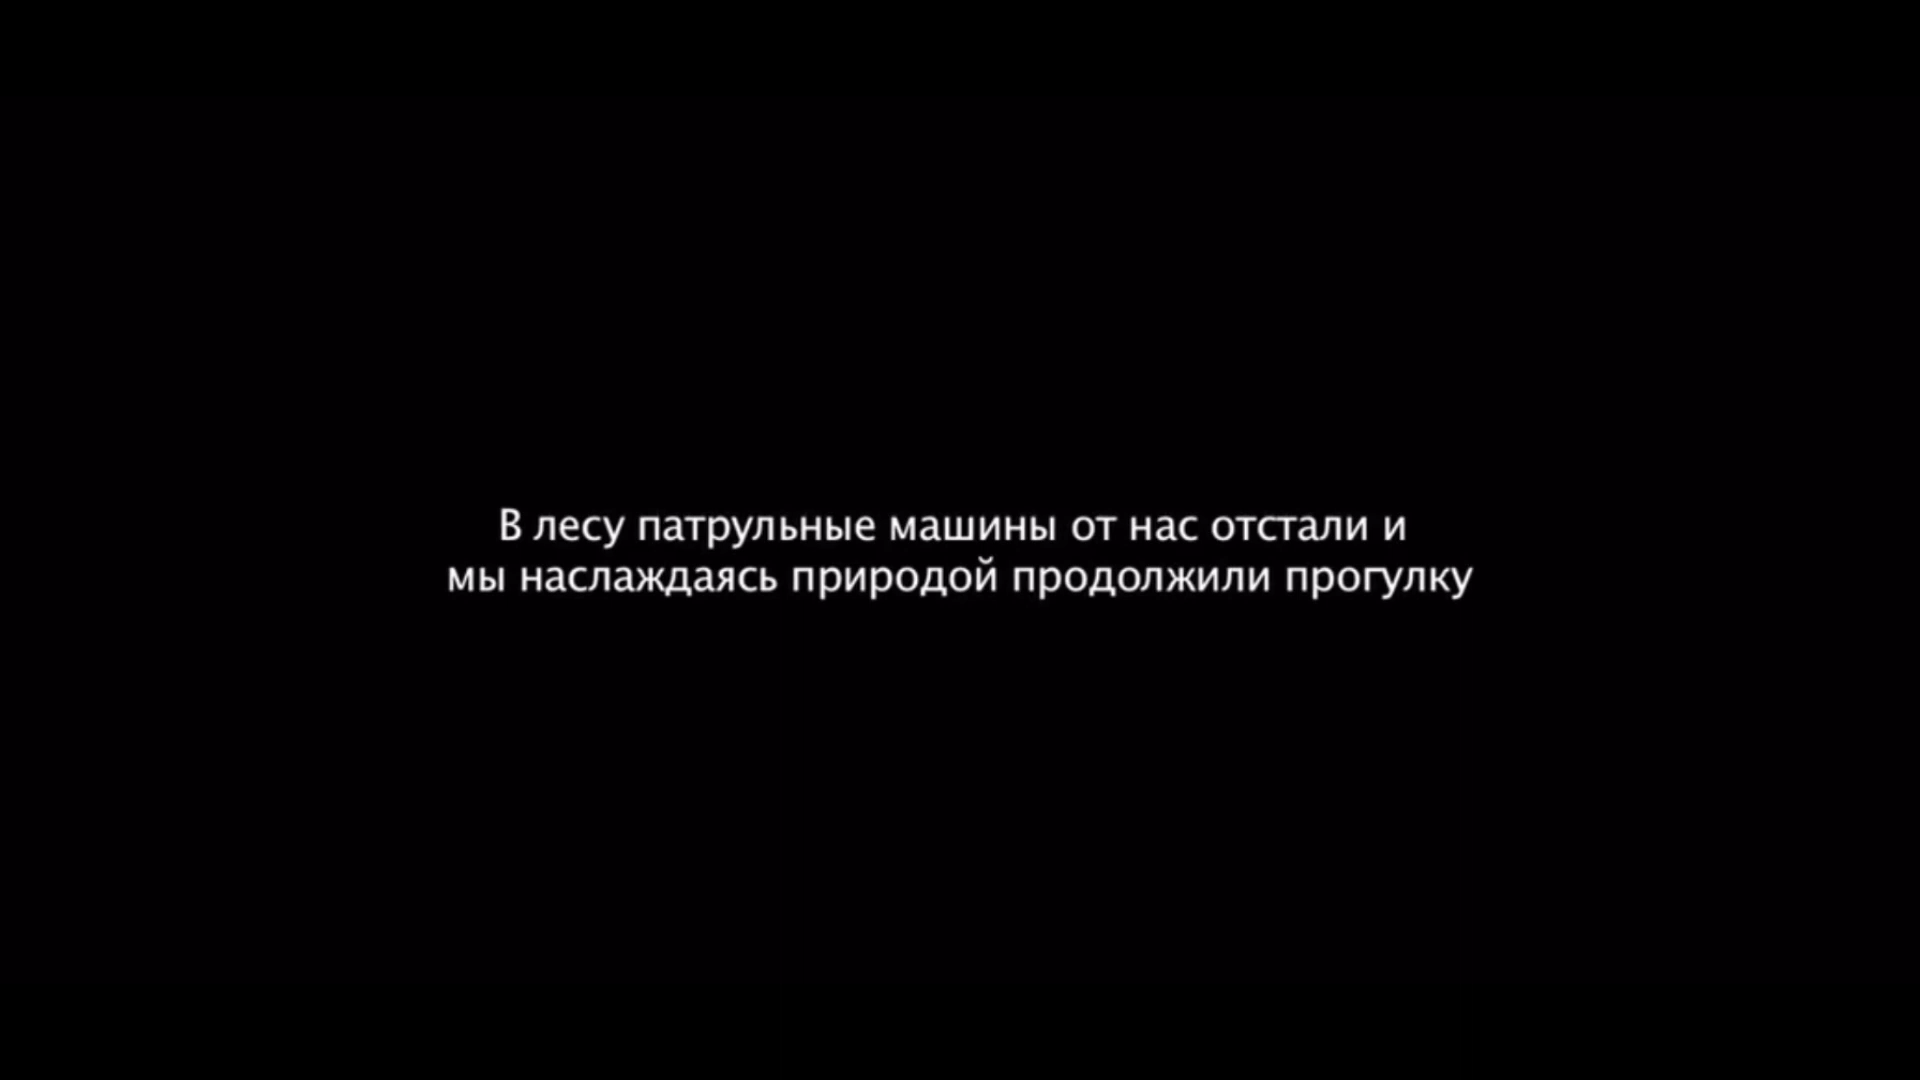 В лесу патрульные машины от нас отстали и
мы наслаждаясь природой продолжили прогулку